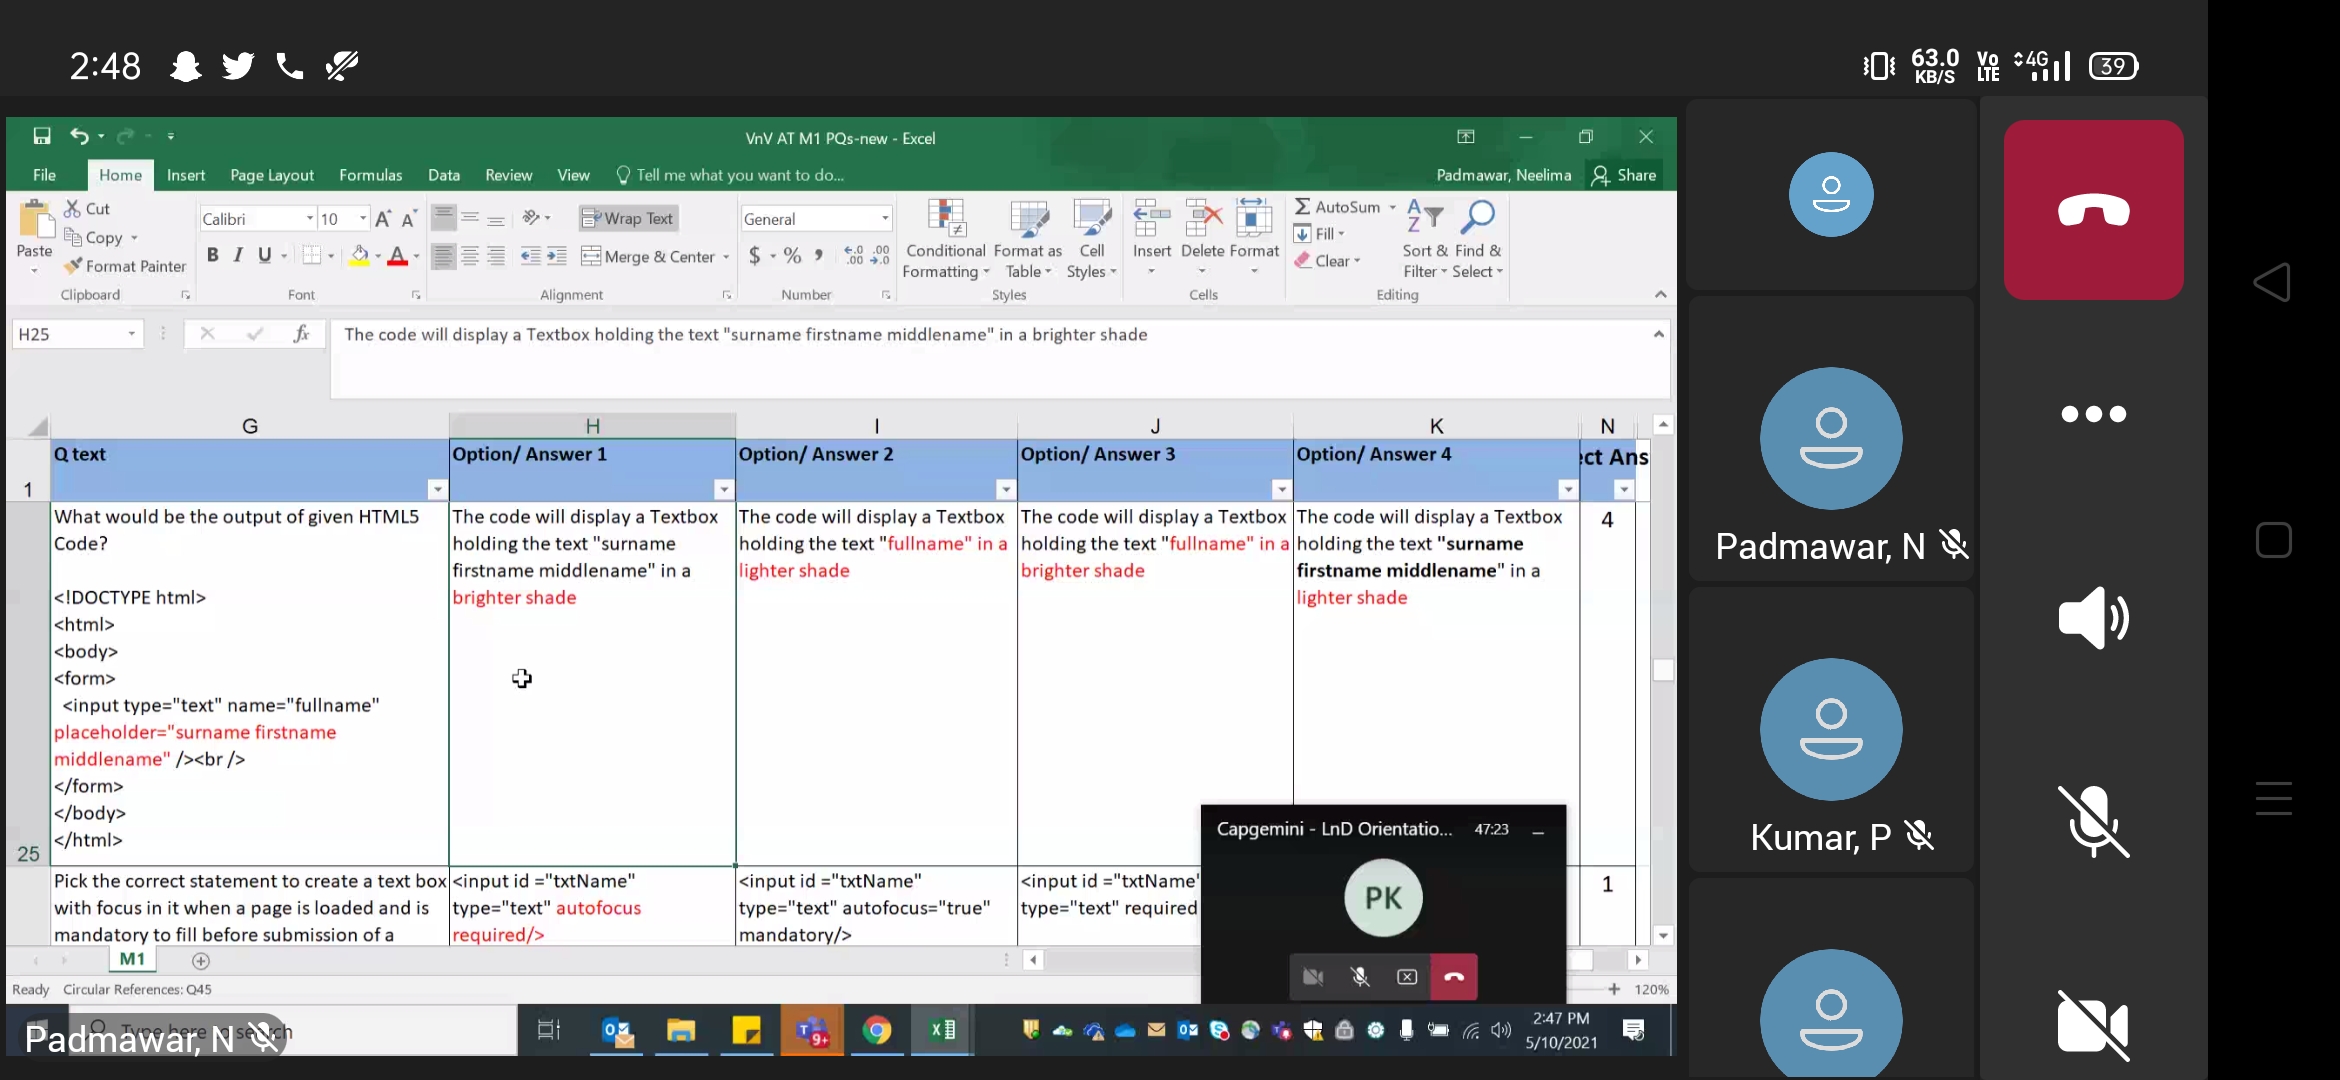 2:48
63.0 KB/S
Vo LTE
4G
39
VnV AT M1 PQs-new - Excel
File Home Insert Page Layout Formulas Data Review View Tell me what you want to do... Padmawar, Neelima Share
Cut
Copy
Format Painter
Paste
Clipboard
Calibri 10
B I U
Font
Wrap Text
Merge & Center
Alignment
General
$ % ,
Number
Conditional Formatting
Format as Table
Cell Styles
Styles
Insert Delete Format
Cells
AutoSum
Fill
Clear
Sort & Filter
Find & Select
Editing
H25
fx
The code will display a Textbox holding the text "surname firstname middlename" in a brighter shade
G H I J K N
1
Q text
Option/ Answer 1
Option/ Answer 2
Option/ Answer 3
Option/ Answer 4
ct Ans
25
What would be the output of given HTML5
Code?
<!DOCTYPE html>
<html>
<body>
<form>
<input type="text" name="fullname"
placeholder="surname firstname
middlename" /><br />
</form>
</body>
</html>
The code will display a Textbox
holding the text "surname
firstname middlename" in a
brighter shade
The code will display a Textbox
holding the text "fullname" in a
lighter shade
The code will display a Textbox
holding the text "fullname" in a
brighter shade
The code will display a Textbox
holding the text "surname
firstname middlename" in a
lighter shade
4
Pick the correct statement to create a text box
with focus in it when a page is loaded and is
mandatory to fill before submission of a
<input id ="txtName"
type="text" autofocus
required/>
<input id ="txtName"
type="text" autofocus="true"
mandatory/>
<input id ="txtName"
type="text" required
1
Capgemini - LnD Orientatio... 47:23
PK
M1
Ready Circular References: Q45
120%
Type here to search
9+
2:47 PM
5/10/2021
Padmawar, N
Padmawar, N
Kumar, P